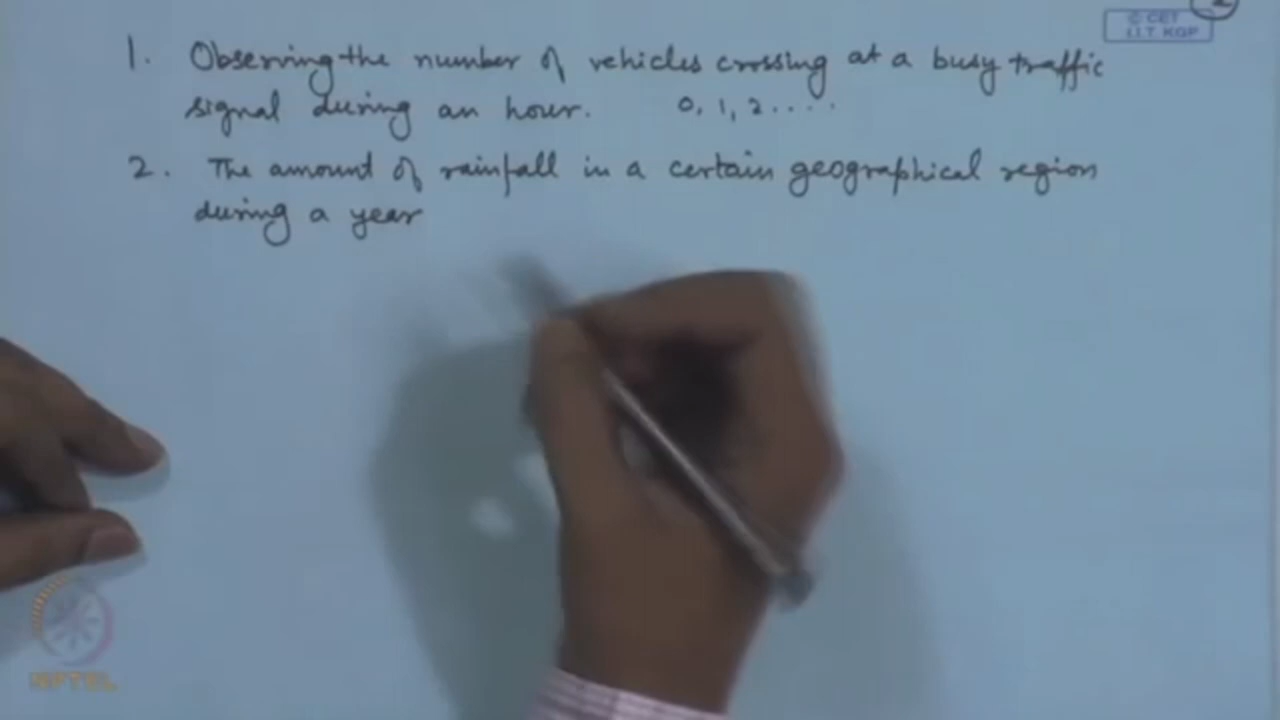 2
© CET
I.I.T. KGP
1. Observing the number of vehicles crossing at a busy traffic
signal during an hour. 0, 1, 2....
2. The amount of rainfall in a certain geographical region
during a year
NPTEL